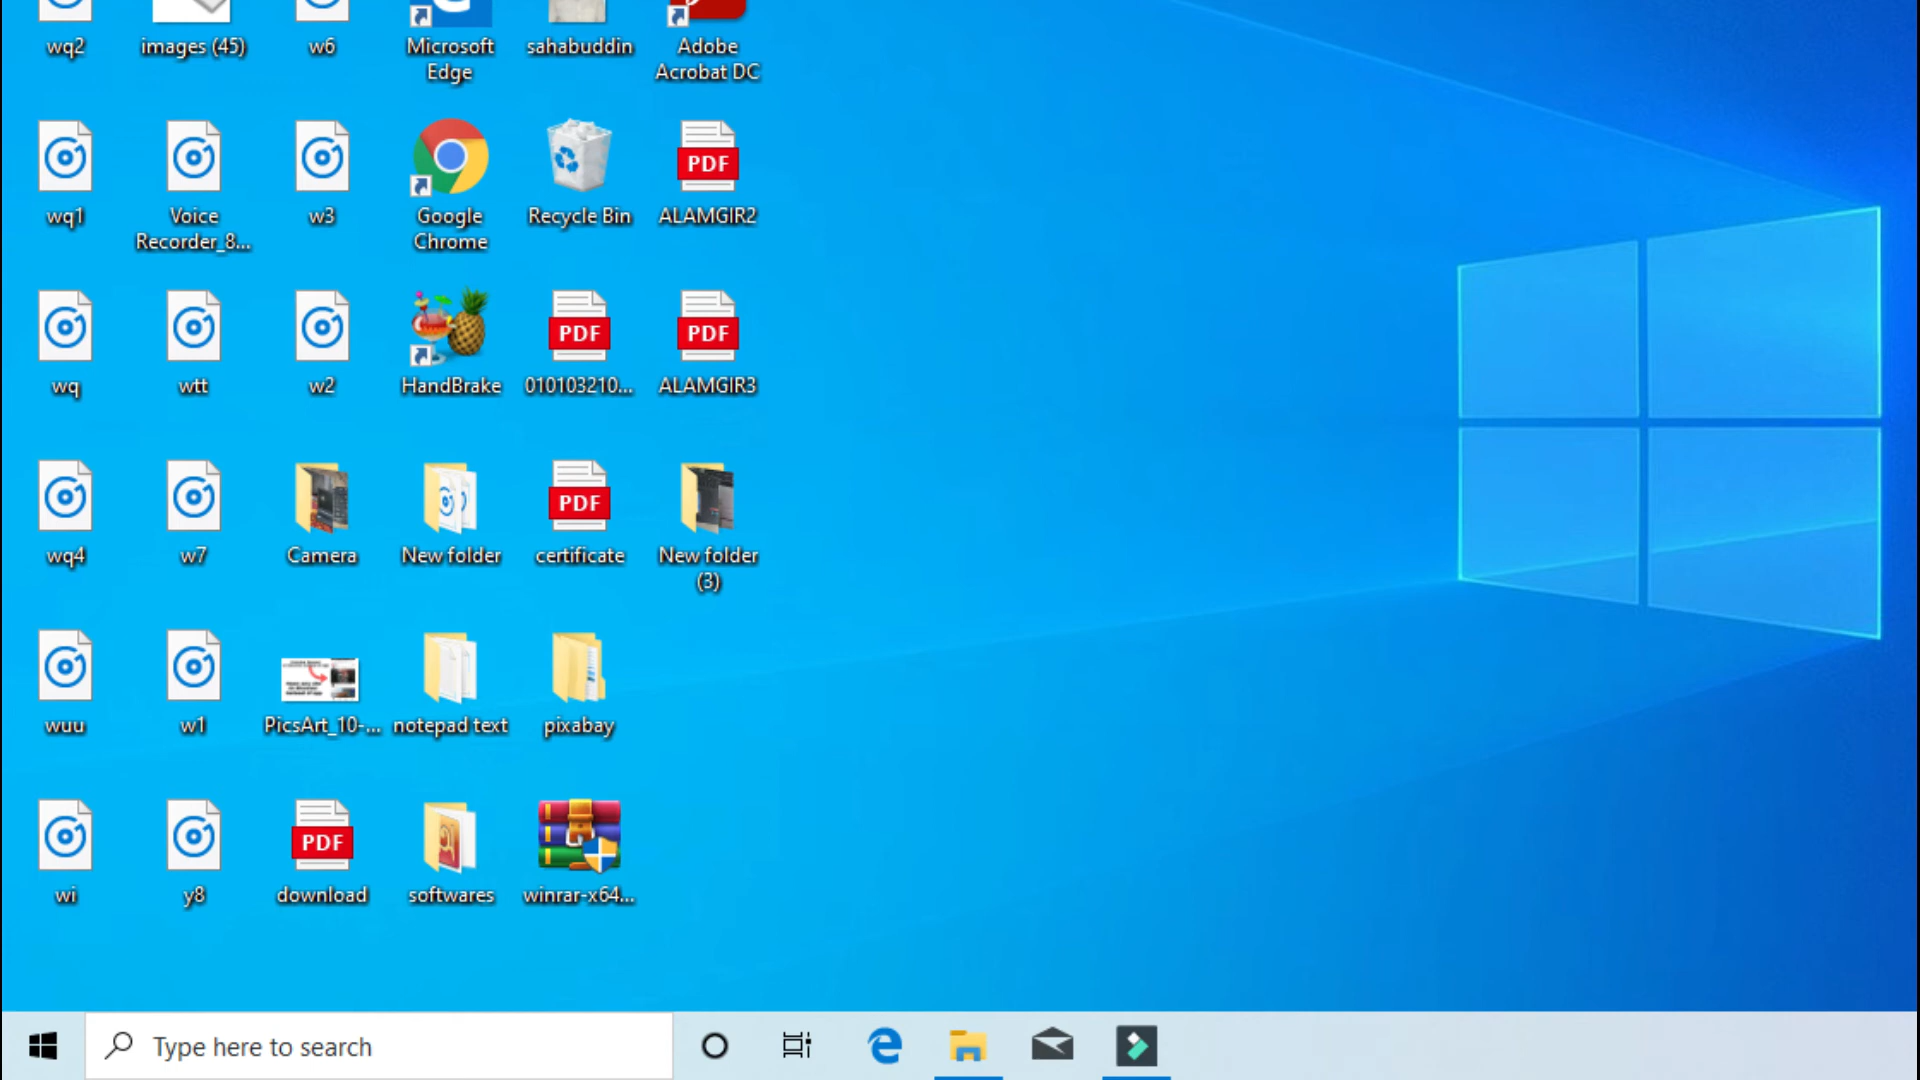 wq2
images (45)
w6
Microsoft
Edge
sahabuddin
Adobe
Acrobat DC
wq1
Voice
Recorder_8...
w3
Google
Chrome
Recycle Bin
PDF
ALAMGIR2
wq
wtt
w2
HandBrake
PDF
010103210...
PDF
ALAMGIR3
wq4
w7
Camera
New folder
PDF
certificate
New folder
(3)
wuu
w1
PicsArt_10-...
notepad text
pixabay
wi
y8
PDF
download
softwares
winrar-x64...
Type here to search